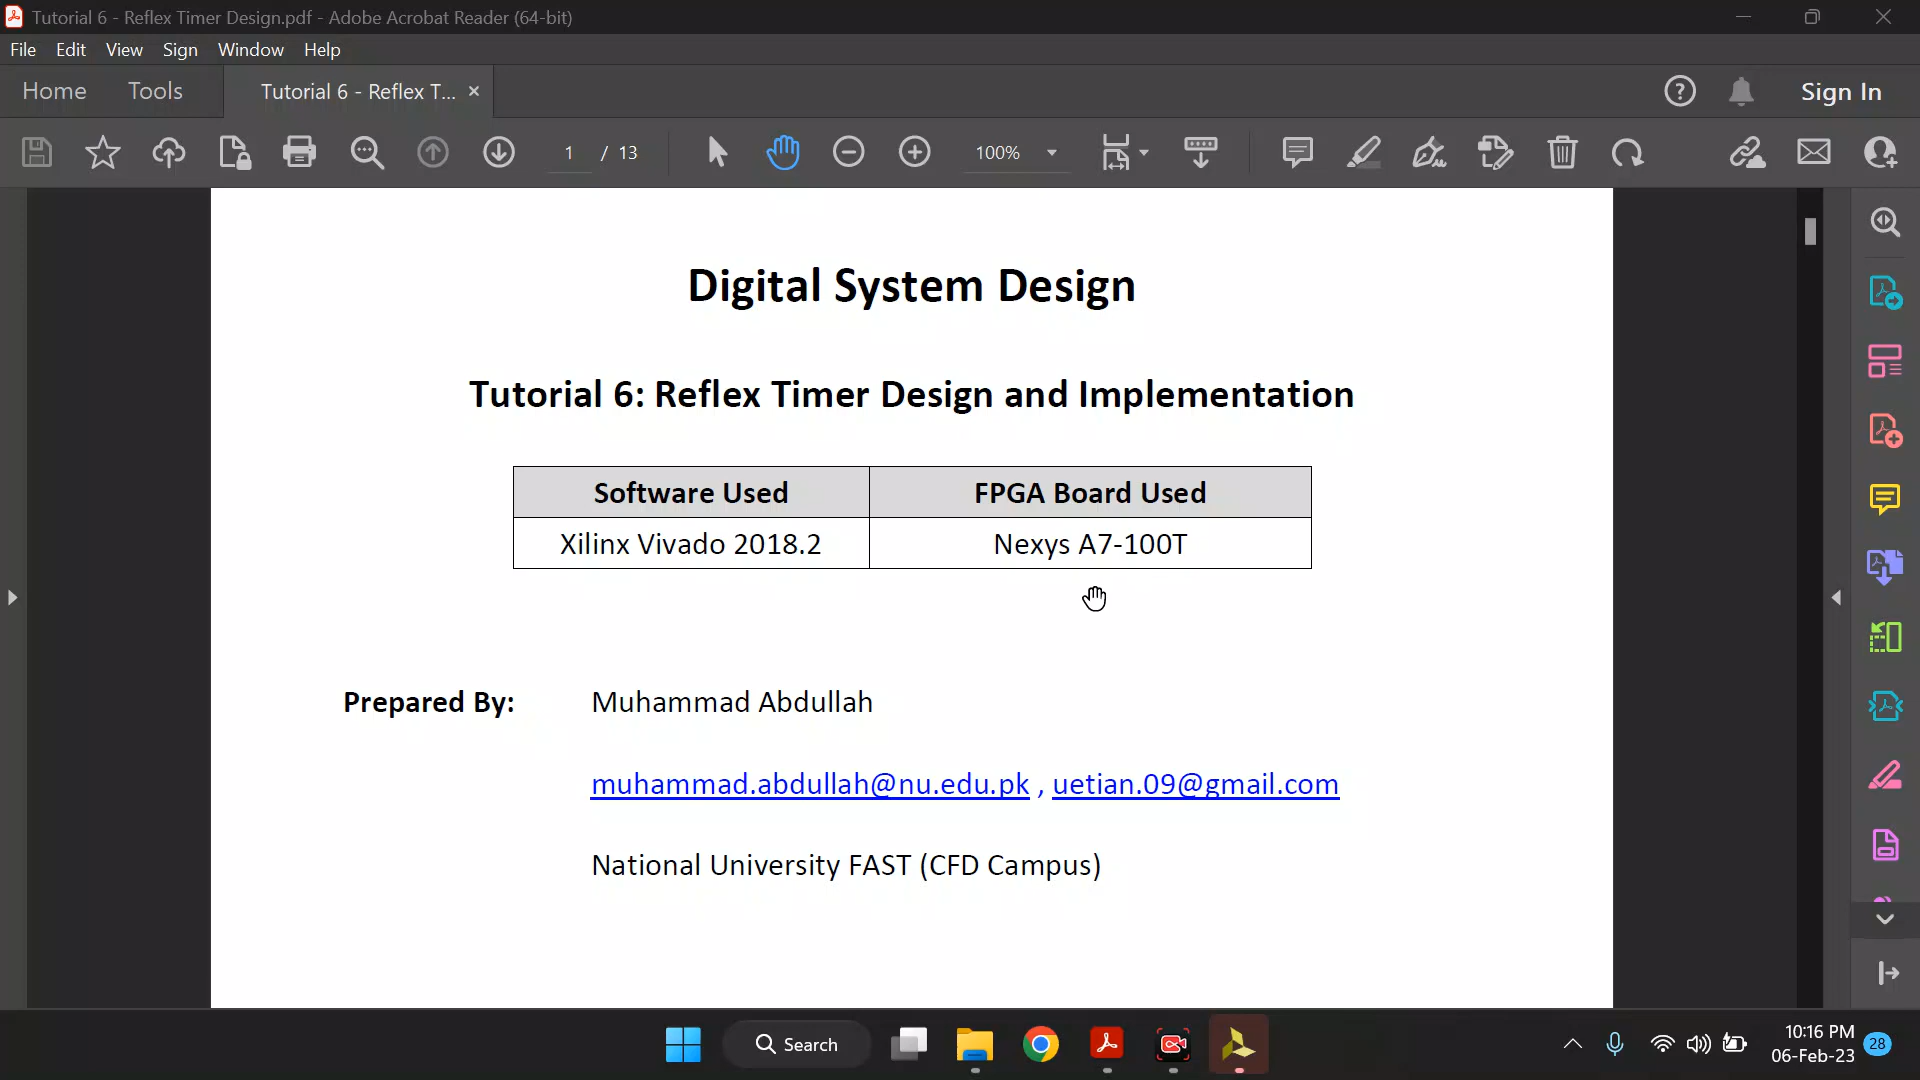 Tutorial 6 - Reflex Timer Design.pdf - Adobe Acrobat Reader (64-bit)
File Edit View Sign Window Help
Home Tools Tutorial 6 - Reflex T... Sign In
1 / 13 100%
Digital System Design
Tutorial 6: Reflex Timer Design and Implementation
Software Used FPGA Board Used
Xilinx Vivado 2018.2 Nexys A7-100T
Prepared By: Muhammad Abdullah
muhammad.abdullah@nu.edu.pk , uetian.09@gmail.com
National University FAST (CFD Campus)
Search
10:16 PM
06-Feb-23 28